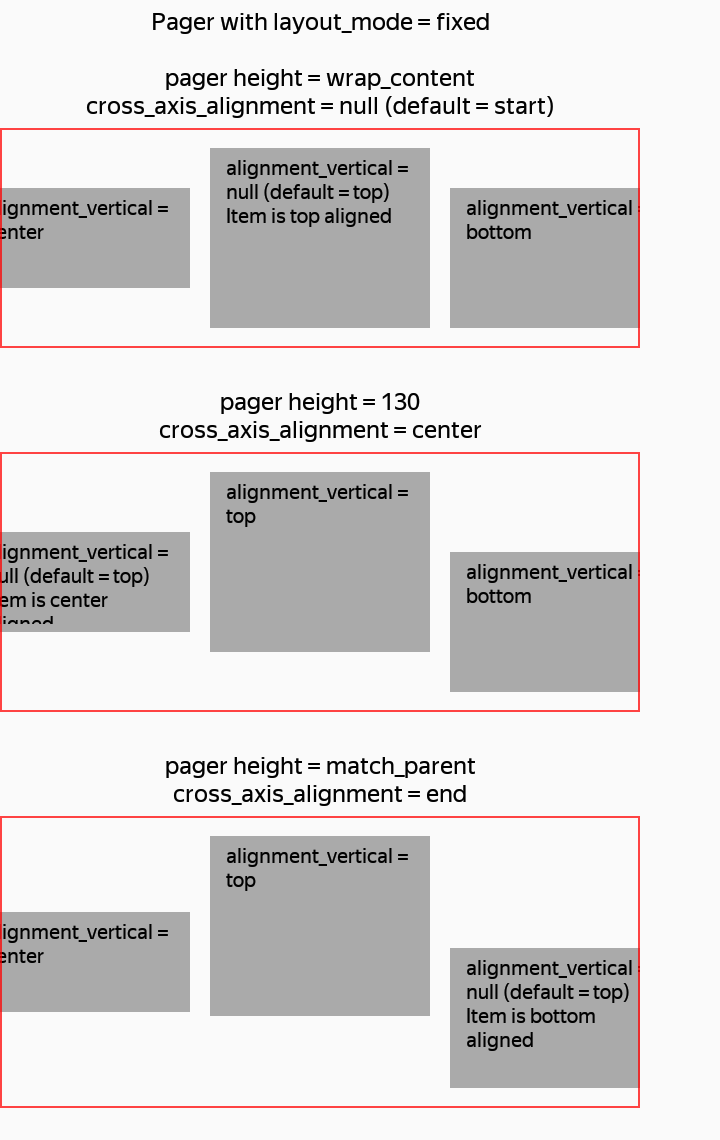 Pager with layout_mode = fixed
pager height = wrap_content
cross_axis_alignment = null (default = start)
ignment_vertical =
enter
alignment_vertical =
null (default = top)
Item is top aligned
alignment_vertical
bottom
pager height = 130
cross_axis_alignment = center
ignment_vertical =
ull (default = top)
em is center
igned
alignment_vertical =
top
alignment_vertical
bottom
pager height = match_parent
cross_axis_alignment = end
ignment_vertical =
enter
alignment_vertical =
top
alignment_vertical
null (default = top)
Item is bottom
aligned